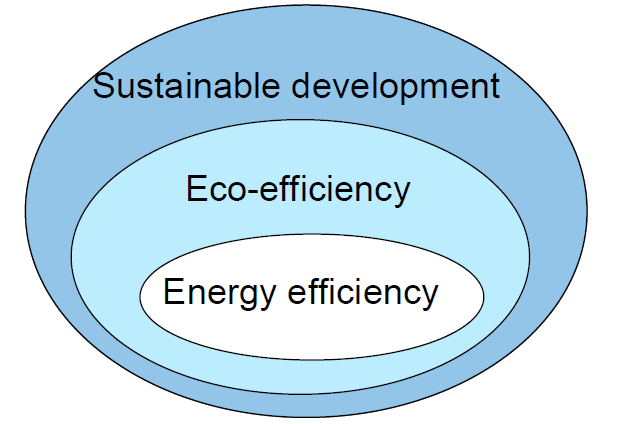 Sustainable development
Eco-efficiency
Energy efficiency